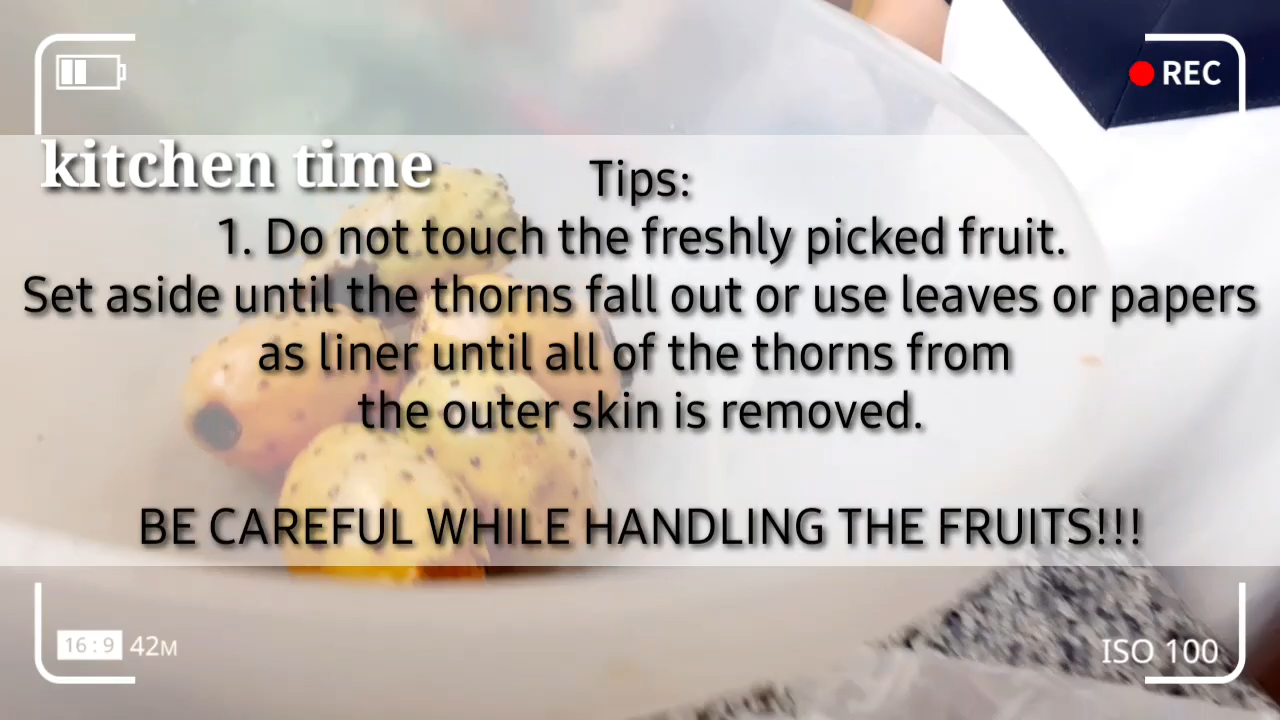 REC
kitchen time
Tips:
1. Do not touch the freshly picked fruit.
Set aside until the thorns fall out or use leaves or papers
as liner until all of the thorns from
the outer skin is removed.
BE CAREFUL WHILE HANDLING THE FRUITS!!!
16:9 42M
ISO 100